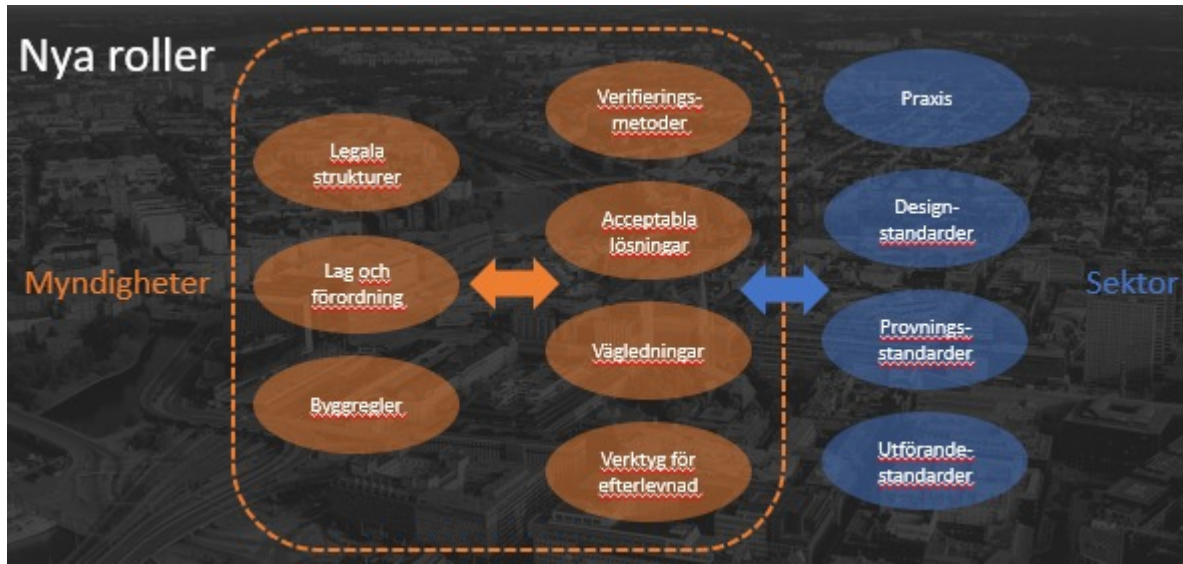 Nya roller
Myndigheter
Legala
strukturer
Lag och
förordning
Byggregler
Verifierings-
metoder
Acceptabla
lösningar
Vägledningar
Verktyg för
efterlevnad
Praxis
Design-
standarder
Provnings-
standarder
Utförande-
standarder
Sektor